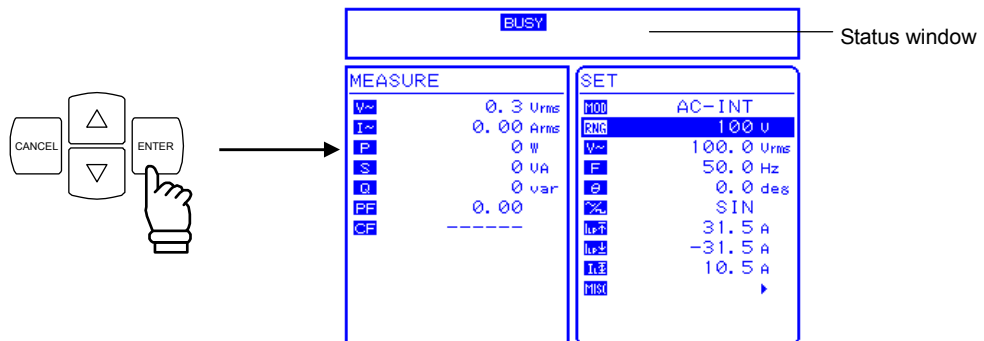 BUSY
Status window
MEASURE
V~ 0.3 Vrms
I~ 0.00 Arms
P 0 W
S 0 VA
Q 0 var
PF 0.00
CF ------
SET
MOD AC-INT
RNG 100 V
V~ 100.0 Vrms
F 50.0 Hz
θ 0.0 deg
SIN
31.5 A
-31.5 A
10.5 A
MISC
CANCEL
ENTER